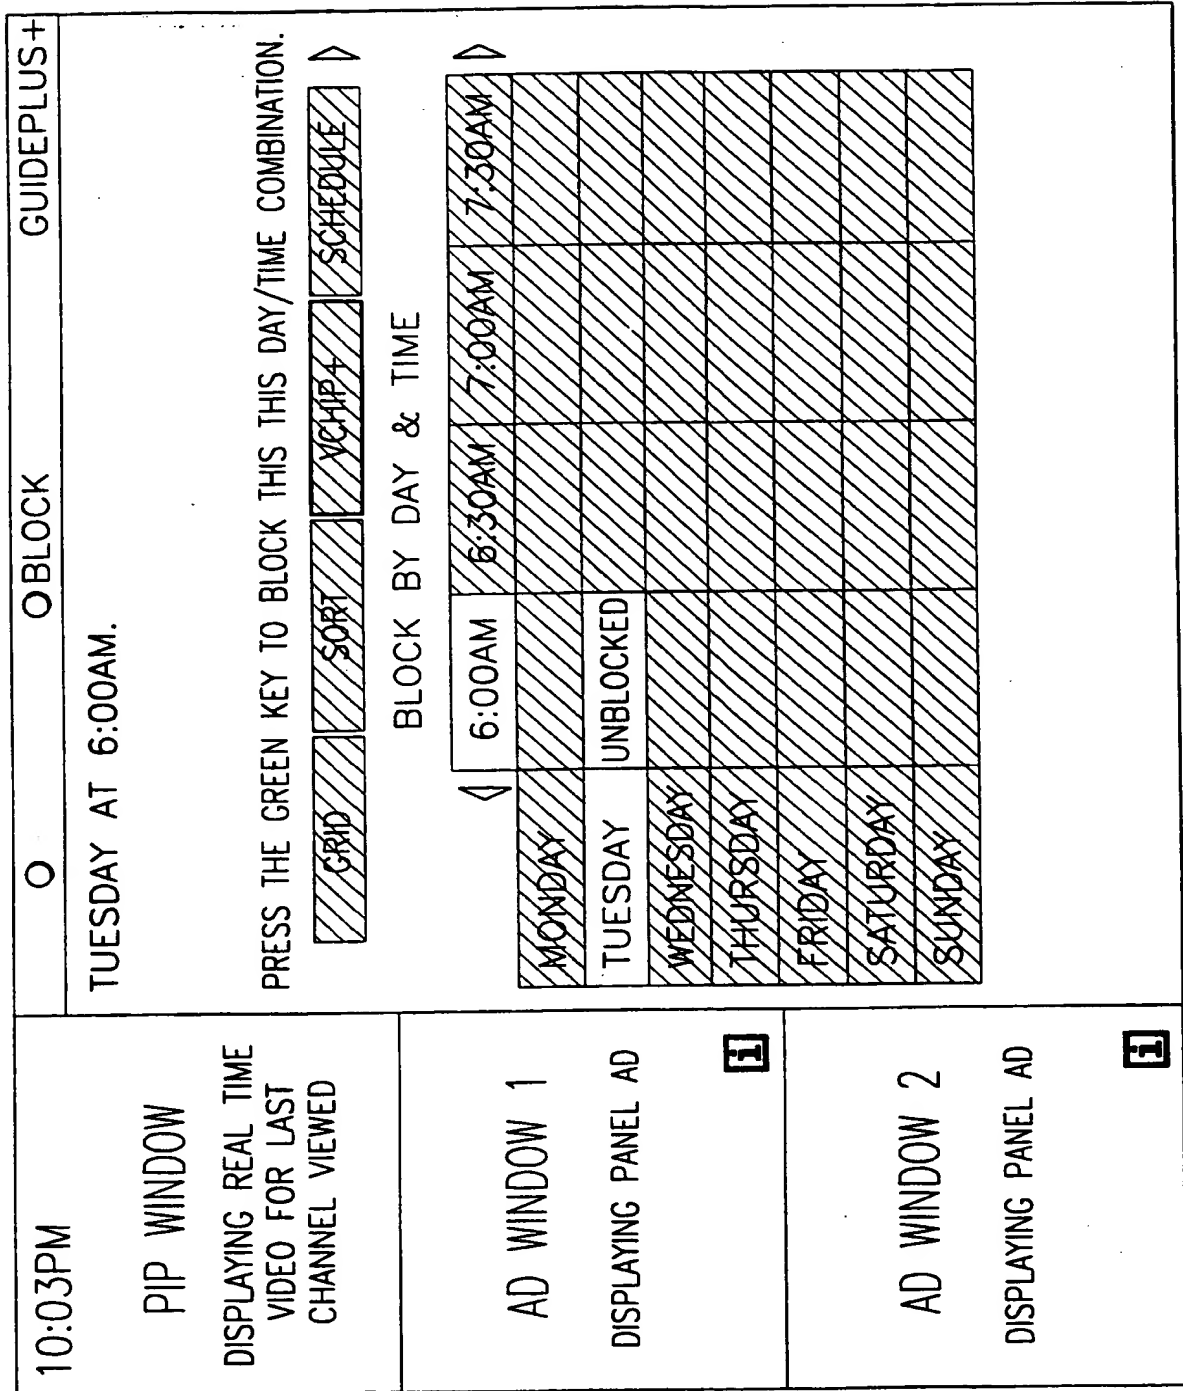 10:03PM
O
O BLOCK
GUIDEPLUS+
PIP WINDOW
DISPLAYING REAL TIME
VIDEO FOR LAST
CHANNEL VIEWED
AD WINDOW 1
DISPLAYING PANEL AD
i
AD WINDOW 2
DISPLAYING PANEL AD
i
TUESDAY AT 6:00AM.
PRESS THE GREEN KEY TO BLOCK THIS THIS DAY/TIME COMBINATION.
GRID SORT VCHIP+ SCHEDULE
BLOCK BY DAY & TIME
6:00AM 6:30AM 7:00AM 7:30AM
MONDAY
TUESDAY UNBLOCKED
WEDNESDAY
THURSDAY
FRIDAY
SATURDAY
SUNDAY